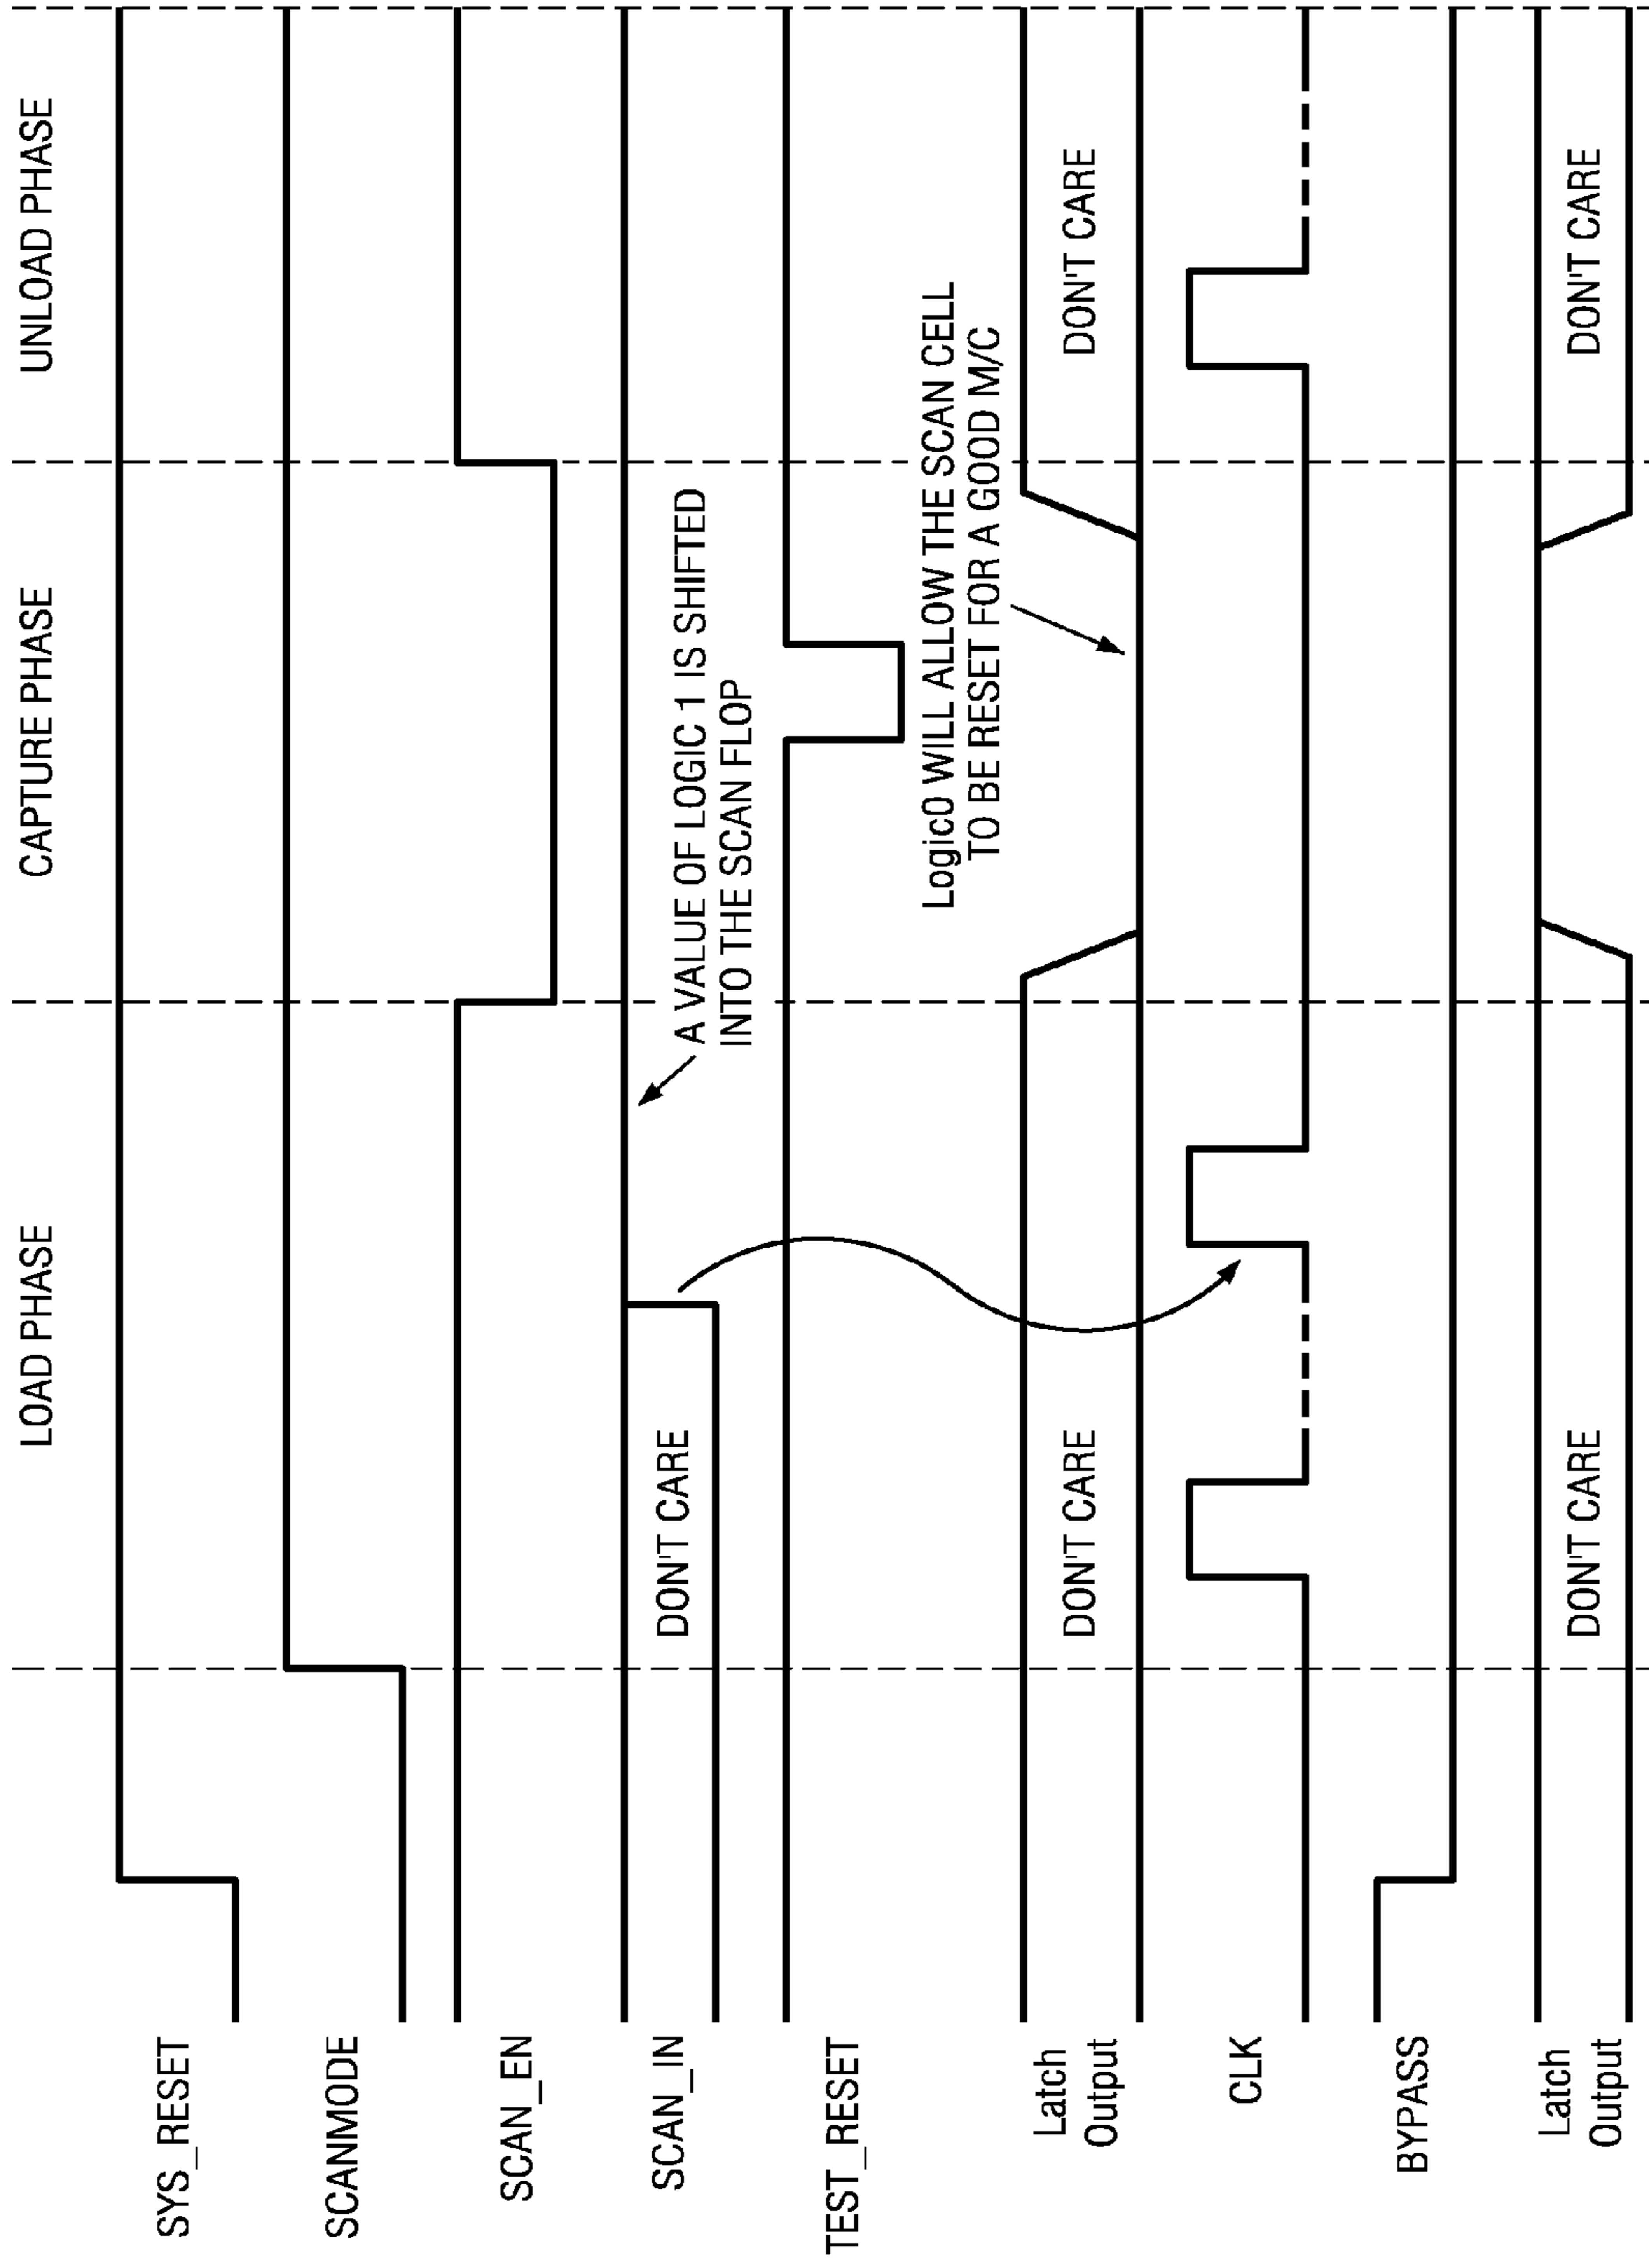 LOAD PHASE
CAPTURE PHASE
UNLOAD PHASE
SYS_RESET
SCANMODE
SCAN_EN
SCAN_IN
DON'T CARE
A VALUE OF LOGIC 1 IS SHIFTED
INTO THE SCAN FLOP
TEST_RESET
Logic0 WILL ALLOW THE SCAN CELL
TO BE RESET FOR A GOOD M/C
Latch
Output
DON'T CARE
DON'T CARE
CLK
BYPASS
Latch
Output
DON'T CARE
DON'T CARE